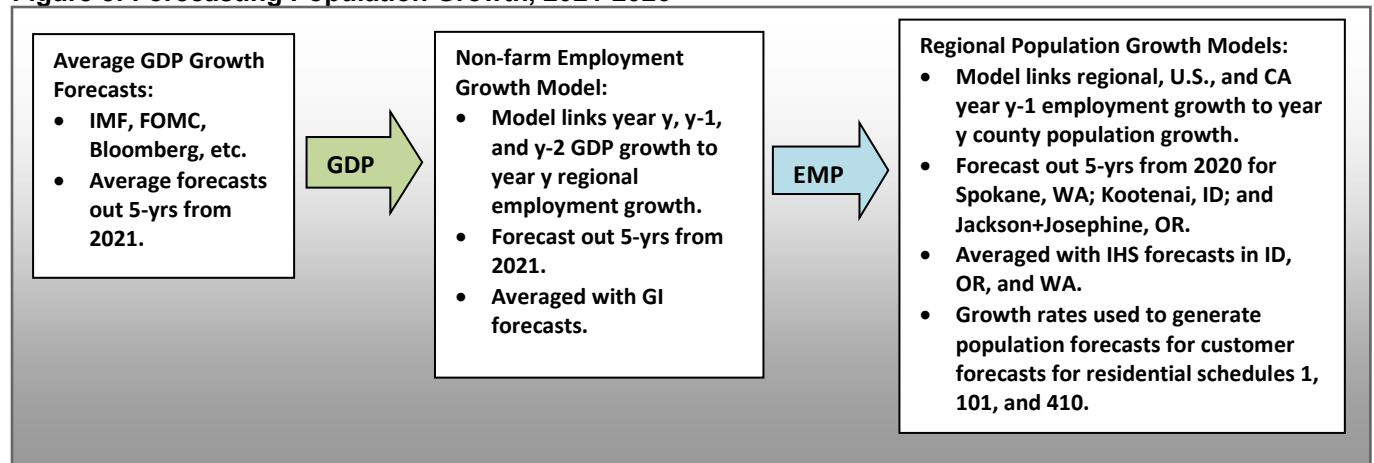 Figure Forecasting Population Growth,
Average GDP Growth
Forecasts:
• IMF, FOMC,
Bloomberg, etc.
• Average forecasts
out 5-yrs from
2021.
GDP
Non-farm Employment
Growth Model:
• Model links year y, y-1,
and y-2 GDP growth to
year y regional
employment growth.
• Forecast out 5-yrs from
2021.
• Averaged with GI
forecasts.
EMP
Regional Population Growth Models:
• Model links regional, U.S., and CA
year y-1 employment growth to year
y county population growth.
• Forecast out 5-yrs from 2020 for
Spokane, WA; Kootenai, ID; and
Jackson+Josephine, OR.
• Averaged with IHS forecasts in ID,
OR, and WA.
• Growth rates used to generate
population forecasts for customer
forecasts for residential schedules 1,
101, and 410.